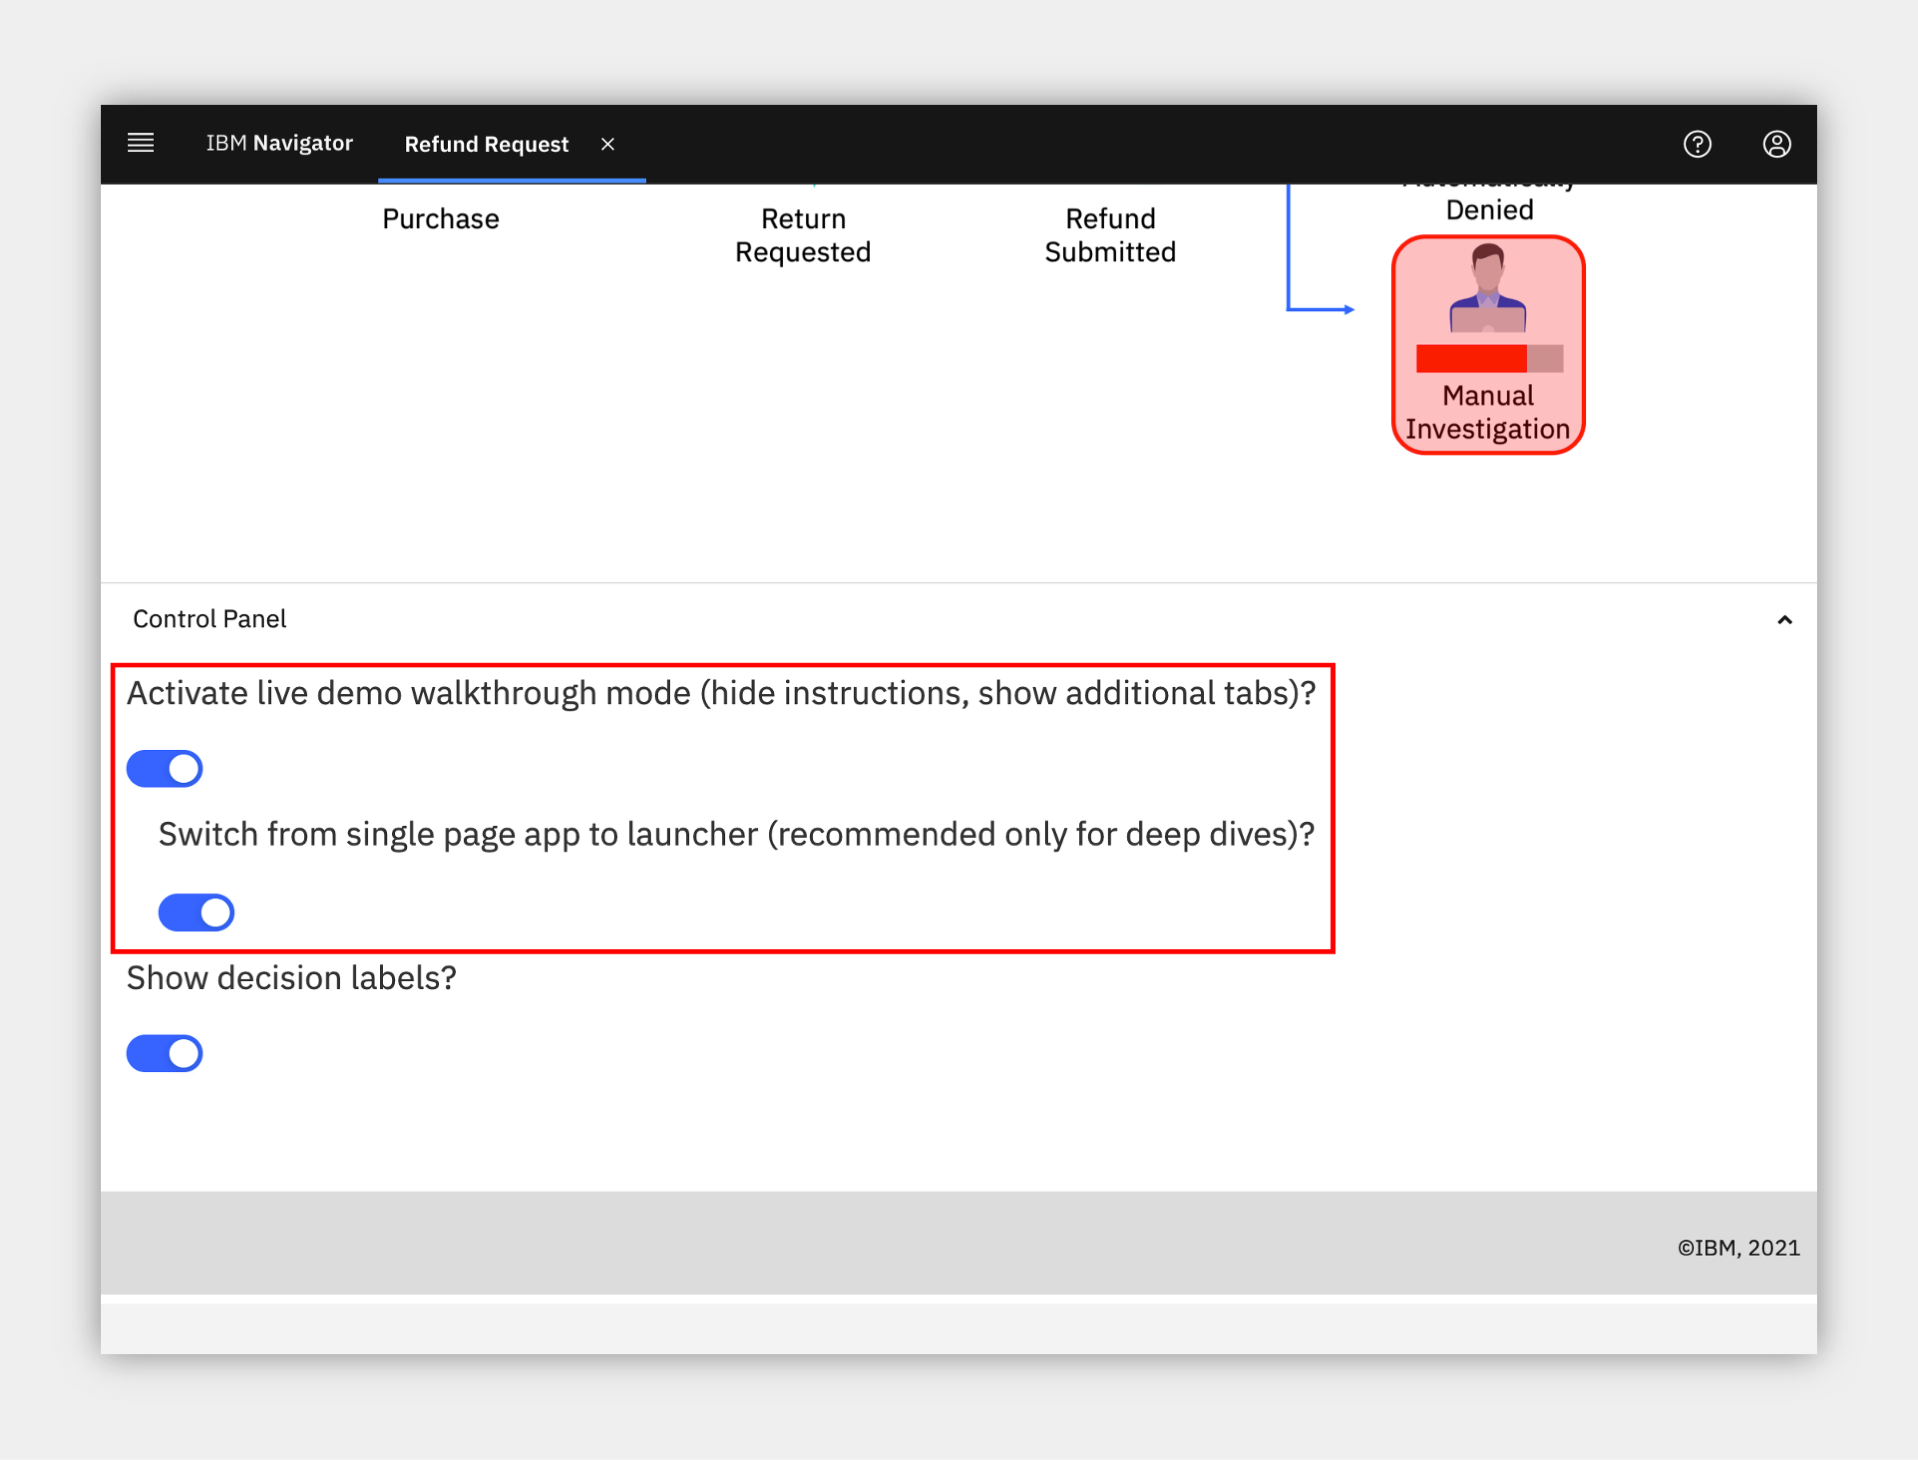 IBM Navigator
Refund Request
Automatically
Denied
Purchase
Return
Requested
Refund
Submitted
Manual
Investigation
Control Panel
Activate live demo walkthrough mode (hide instructions, show additional tabs)?
Switch from single page app to launcher (recommended only for deep dives)?
Show decision labels?
©IBM, 2021